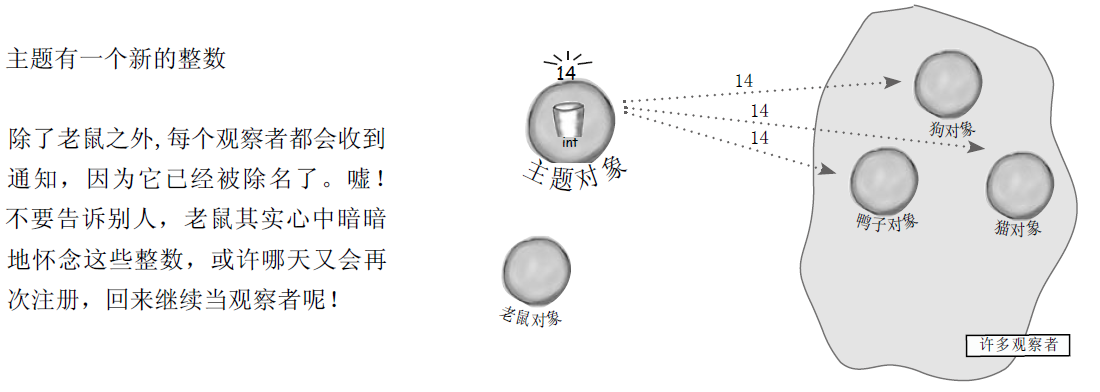 主题有一个新的整数
除了老鼠之外,每个观察者都会收到
通知，因为它已经被除名了。嘘！
不要告诉别人，老鼠其实心中暗暗
地怀念这些整数，或许哪天又会再
次注册，回来继续当观察者呢！
14
int
主题对象
14
14
14
狗对象
鸭子对象
猫对象
老鼠对象
许多观察者